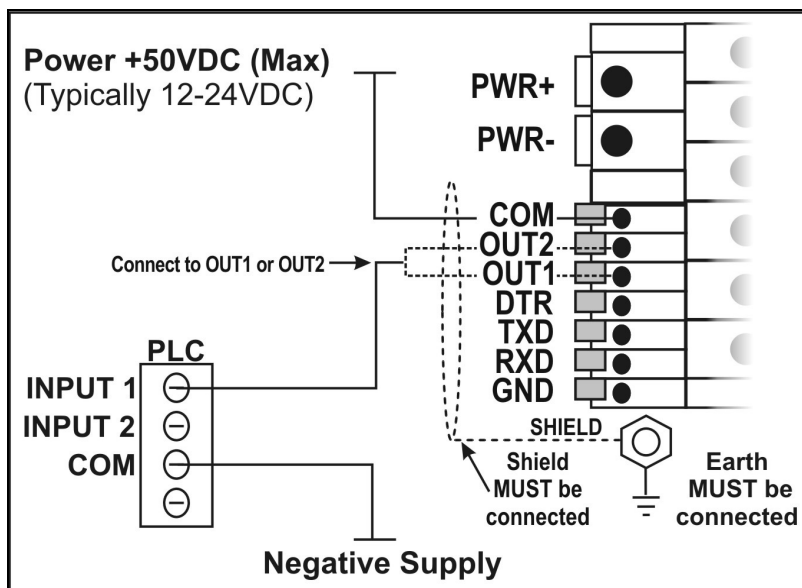 Power +50VDC (Max)
(Typically 12-24VDC)
PWR+
PWR-
COM
OUT2
OUT1
DTR
TXD
RXD
GND
Connect to OUT1 or OUT2
PLC
INPUT 1
INPUT 2
COM
SHIELD
Shield
MUST be
connected
Earth
MUST be
connected
Negative Supply